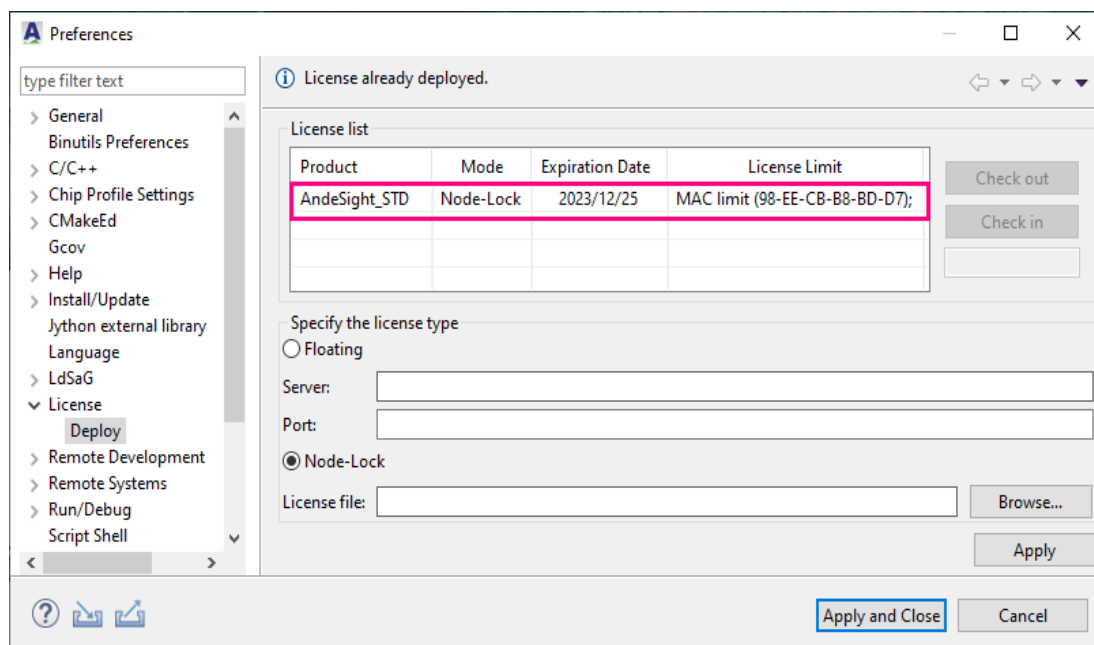 Preferences
type filter text
General
Binutils Preferences
C/C++
Chip Profile Settings
CMakeEd
Gcov
Help
Install/Update
Jython external library
Language
LdSaG
License
Deploy
Remote Development
Remote Systems
Run/Debug
Script Shell
License already deployed.
License list
Product Mode Expiration Date License Limit
AndeSight_STD Node-Lock 2023/12/25 MAC limit (98-EE-CB-B8-BD-D7);
Check out
Check in
Specify the license type
Floating
Server:
Port:
Node-Lock
License file:
Browse...
Apply
Apply and Close
Cancel